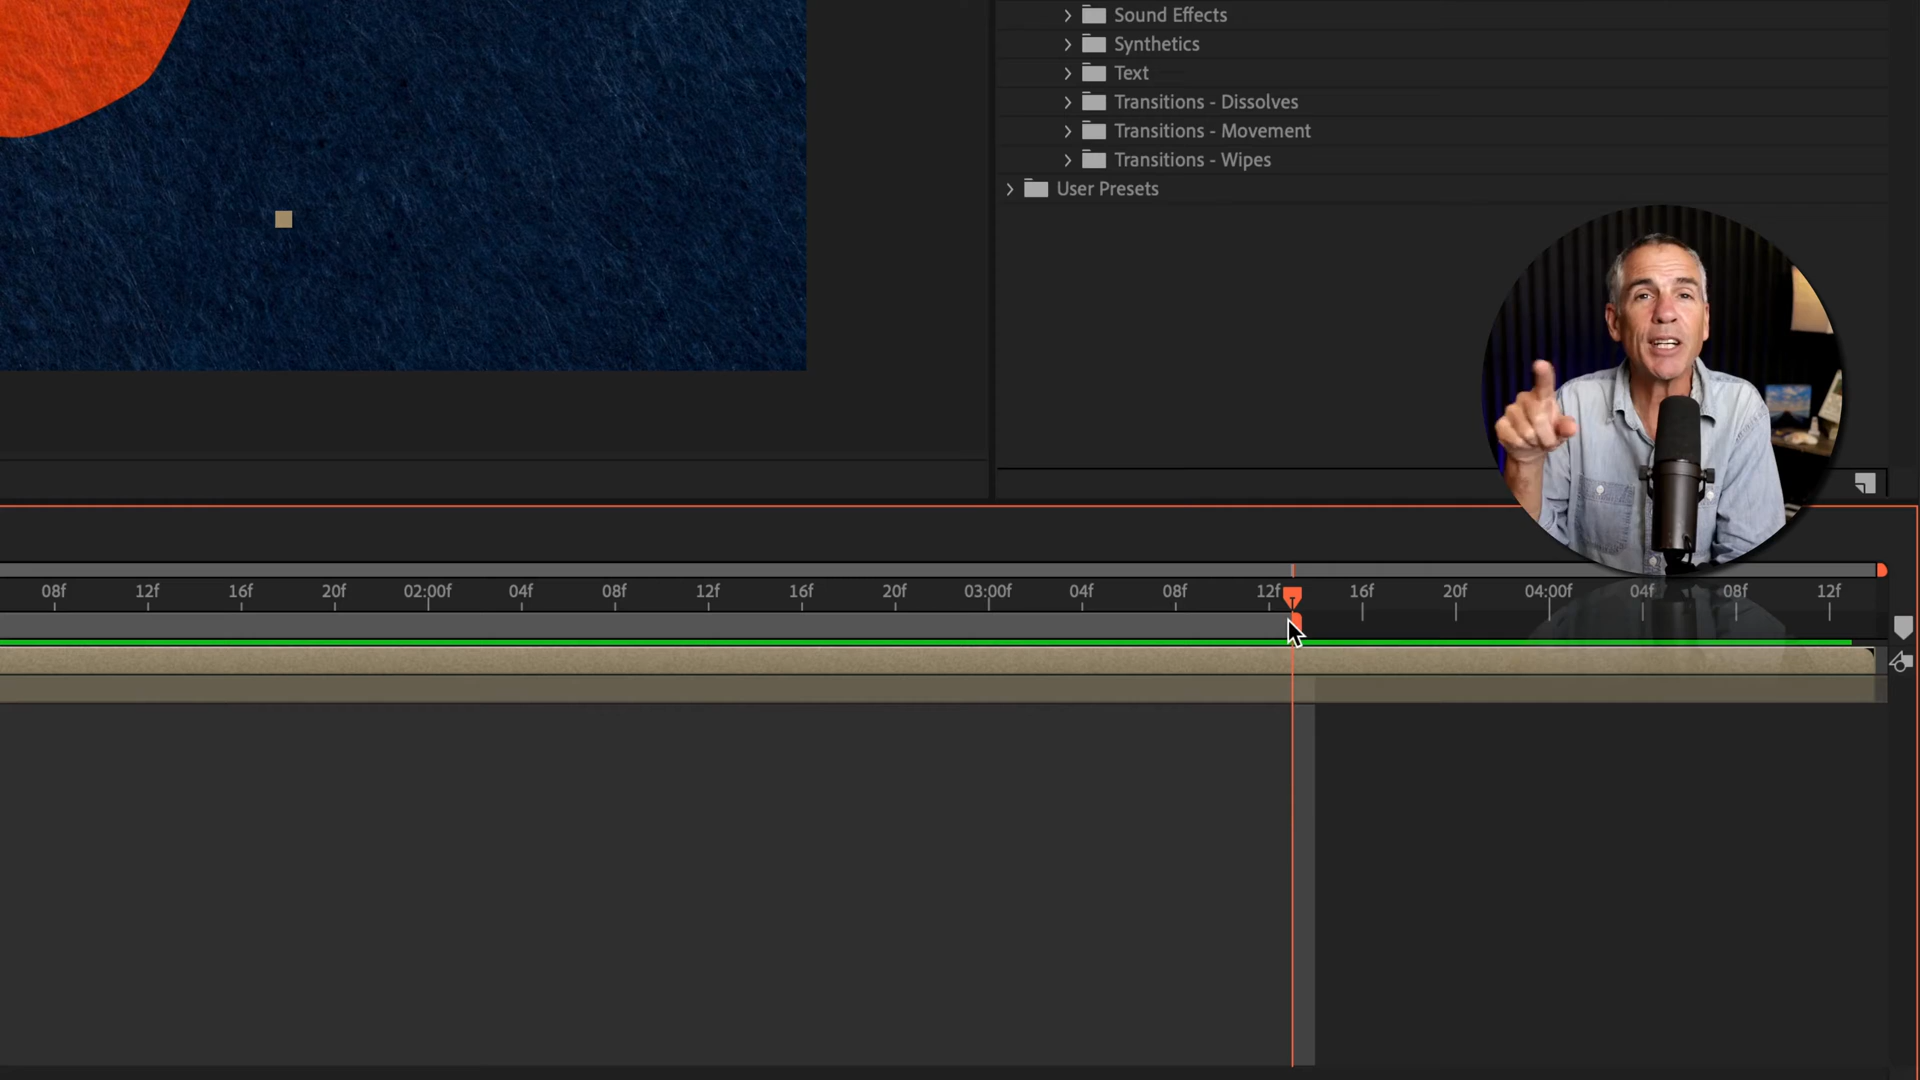 Sound Effects
Synthetics
Text
Transitions - Dissolves
Transitions - Movement
Transitions - Wipes
User Presets
08f 12f 16f 20f 02:00f 04f 08f 12f 16f 20f 03:00f 04f 08f 12f 16f 20f 04:00f 04f 08f 12f